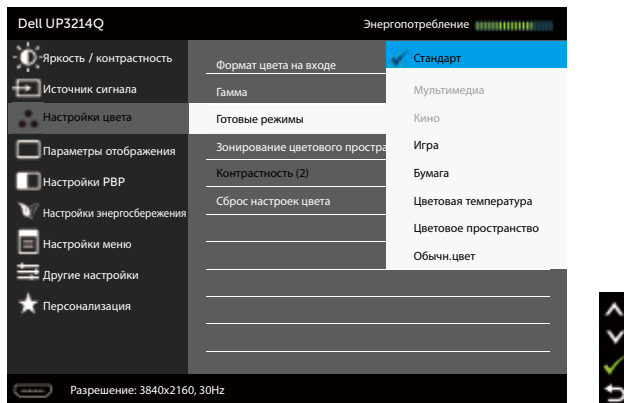 Dell UP3214Q
Энергопотребление
Яркость / контрастность
Источник сигнала
Настройки цвета
Параметры отображения
Настройки PBP
Настройки энергосбережения
Настройки меню
Другие настройки
Персонализация
Формат цвета на входе
Гамма
Готовые режимы
Зонирование цветового простра
Контрастность (2)
Сброс настроек цвета
Стандарт
Мультимедиа
Кино
Игра
Бумага
Цветовая температура
Цветовое пространство
Обычн.цвет
Разрешение: 3840x2160, 30Hz